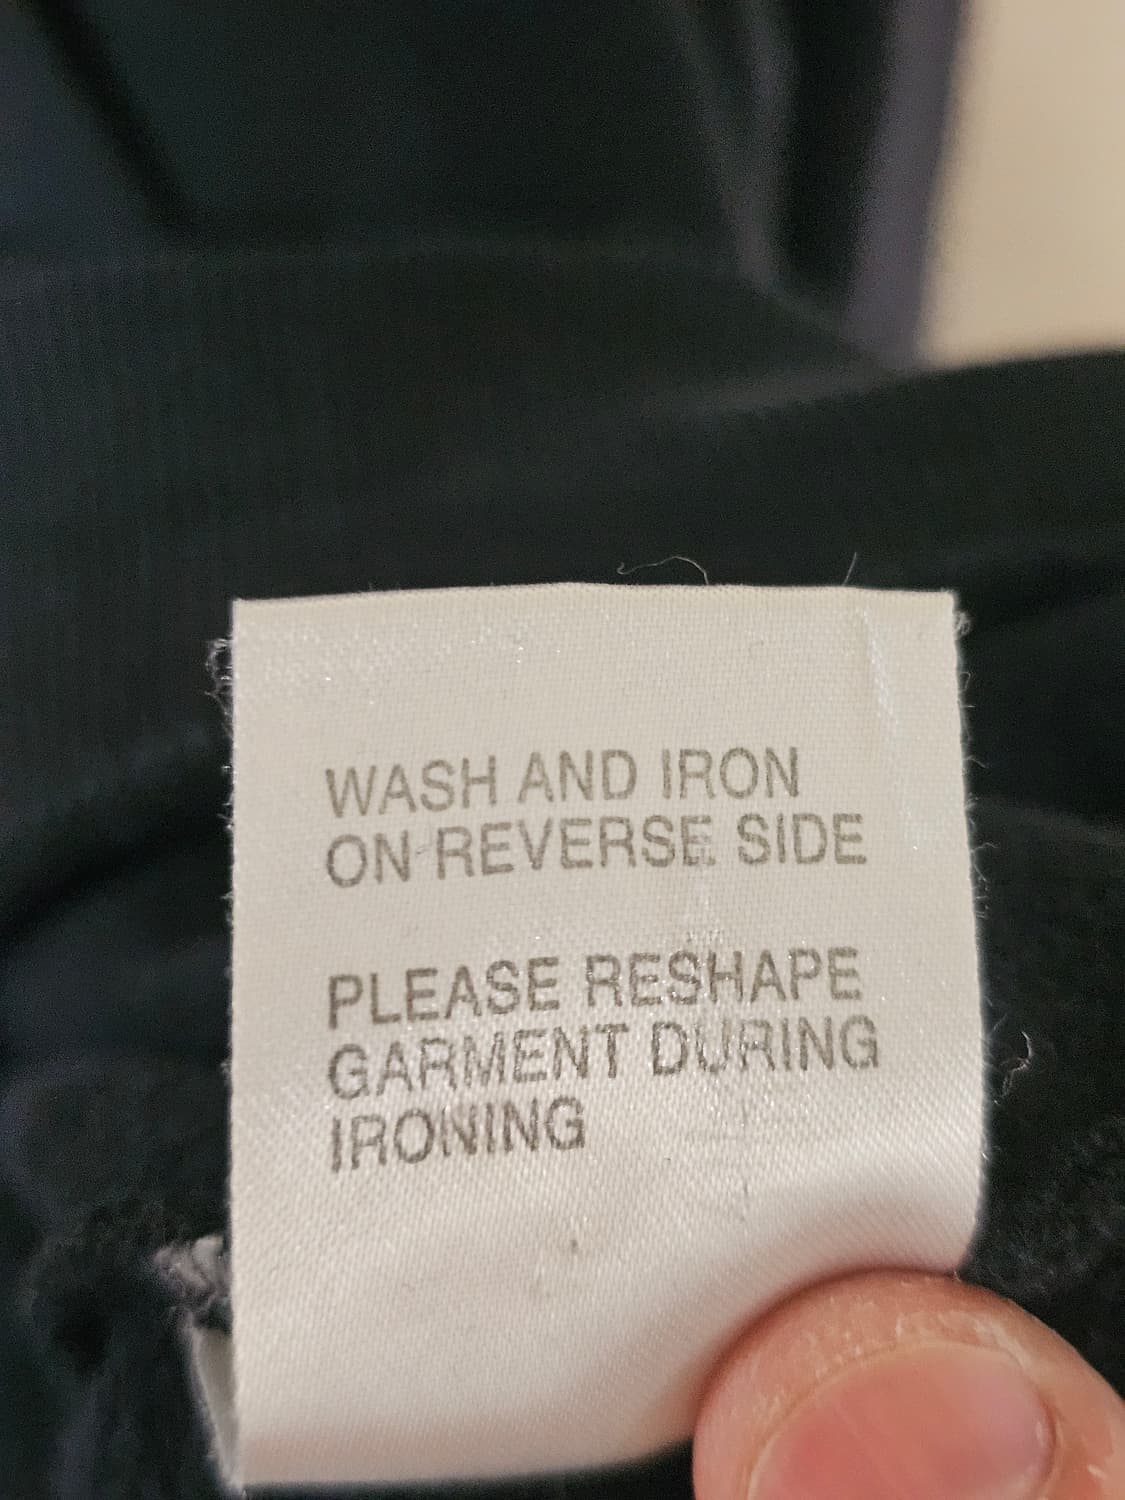 WASH AND IRON
ON REVERSE SIDE
PLEASE RESHAPE
GARMENT DURING
IRONING